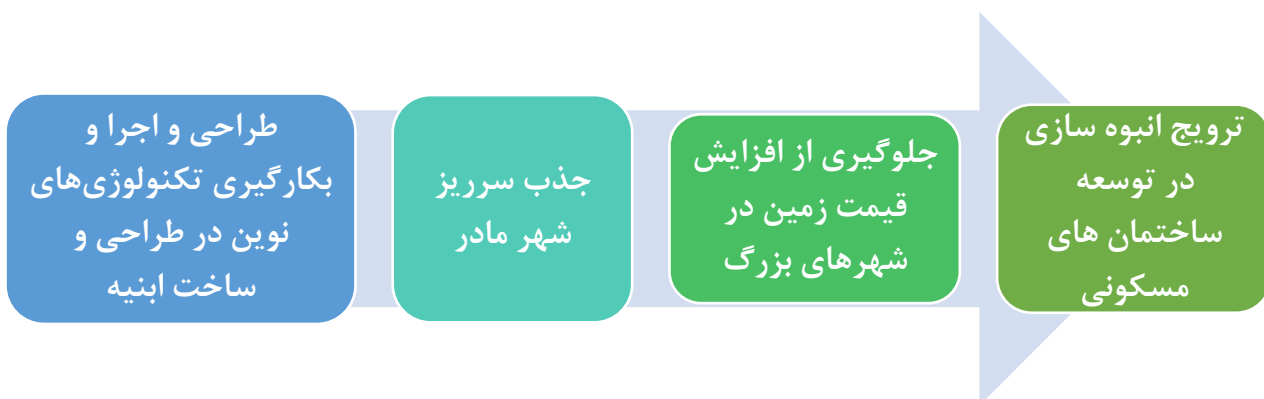 ترویج انبوه سازی
در توسعه
ساختمان های
مسکونی
جلوگیری از افزایش
قیمت زمین در
شهرهای بزرگ
جذب سرریز
شهر مادر
طراحی و اجرا و
بکارگیری تکنولوژی‌های
نوین در طراحی و
ساخت ابنیه